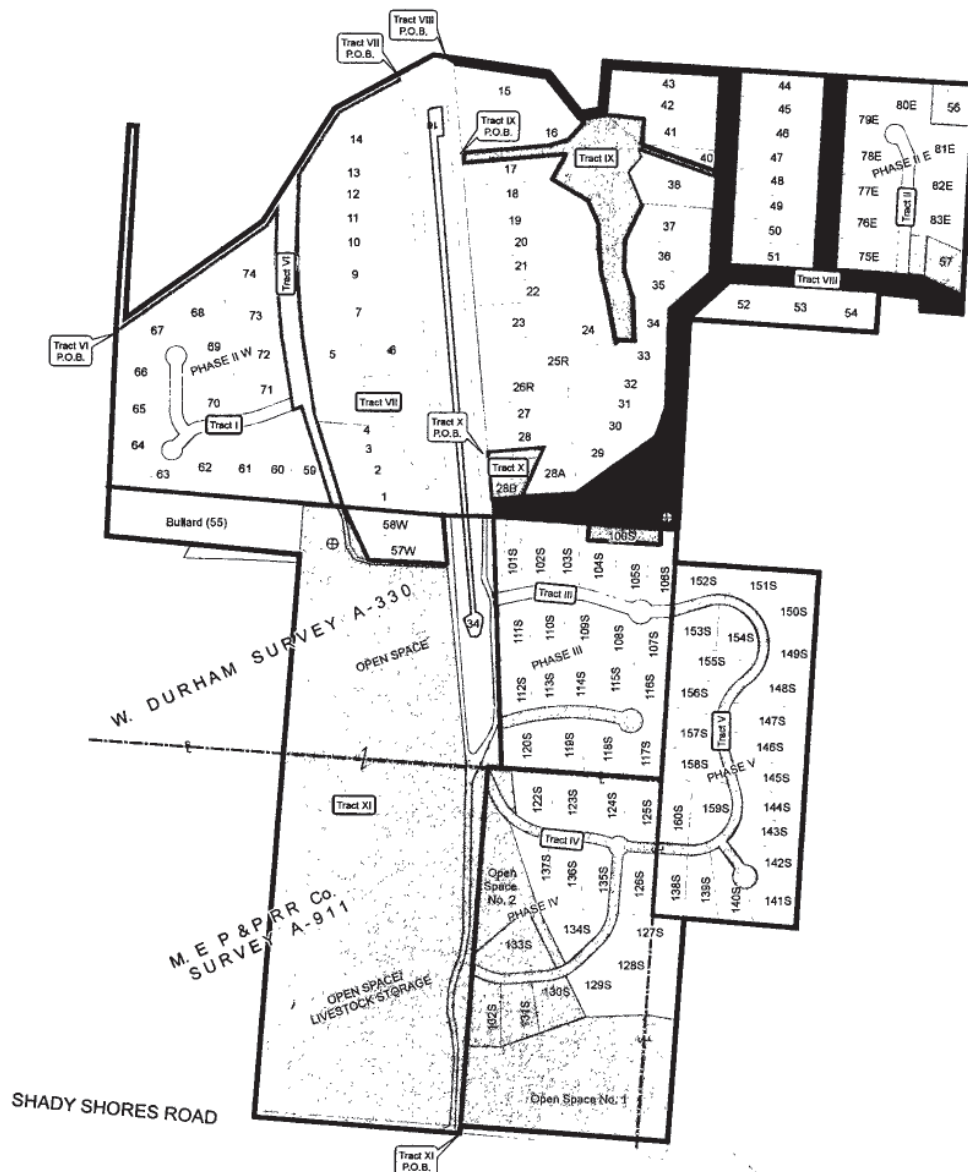 Tract VIII
P.O.B.
Tract VII
P.O.B.
43
44
80E
56
15
42
45
79E
Tract IX
P.O.B.
16
41
46
81E
14
Tract IX
40
47
78E
PHASE II E
13
17
38
48
77E
Tract II
82E
12
18
49
83E
11
19
37
50
76E
10
20
36
51
75E
57
74
Tract VI
9
21
35
Tract VIII
22
52
53
54
67
68
73
7
23
24
34
Tract VI
P.O.B.
69
72
5
6
33
66
PHASE II W
25R
71
26R
32
65
70
Tract VII
27
31
Tract I
Tract X
P.O.B.
28
30
64
4
3
29
63
62
61
60
59
2
Tract X
28A
28B
1
Bullard (55)
58W
57W
106S
101S
102S
103S
104S
105S
106S
152S
151S
W. DURHAM SURVEY A-330
Tract III
150S
34
111S
110S
109S
108S
107S
153S
154S
149S
OPEN SPACE
PHASE III
155S
112S
113S
114S
115S
116S
156S
148S
157S
Tract V
147S
120S
119S
118S
117S
146S
158S
PHASE V
145S
Tract XI
122S
123S
124S
125S
160S
159S
144S
Tract IV
143S
137S
136S
135S
126S
138S
139S
140S
142S
141S
Open
Space
No. 2
PHASE IV
M. E P & P RR Co.
SURVEY A-911
134S
127S
133S
128S
OPEN SPACE/
LIVESTOCK STORAGE
130S
129S
131S
SHADY SHORES ROAD
Open Space No. 1
Tract XI
P.O.B.